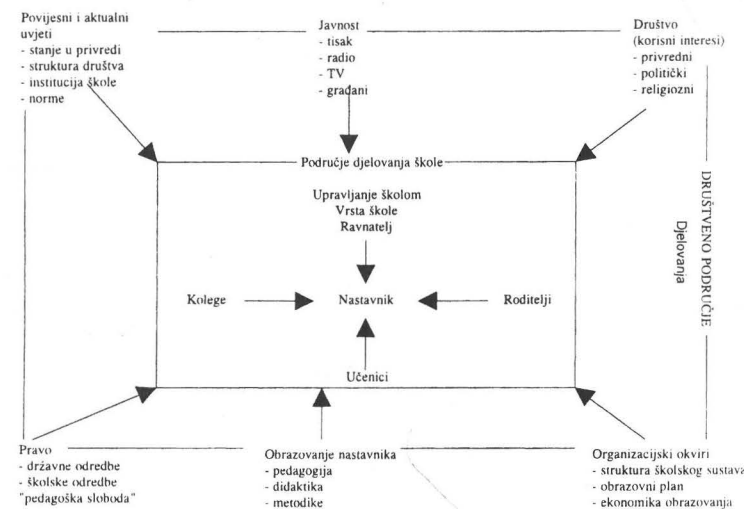 Povijesni i aktualni
uvjeti
- stanje u privredi
- struktura društva
- institucija škole
- norme
Javnost
- tisak
- radio
- TV
- građani
Društvo
(korisni interesi)
- privredni
- politički
- religiozni
Područje djelovanja škole
Upravljanje školom
Vrsta škole
Ravnatelj
Kolege
Nastavnik
Roditelji
Učenici
DRUŠTVENO PODRUČJE
Djelovanja
Pravo
- državne odredbe
- školske odredbe
"pedagoška sloboda"
Obrazovanje nastavnika
- pedagogija
- didaktika
- metodike
Organizacijski okviri
- struktura školskog sustava
- obrazovni plan
- ekonomika obrazovanja